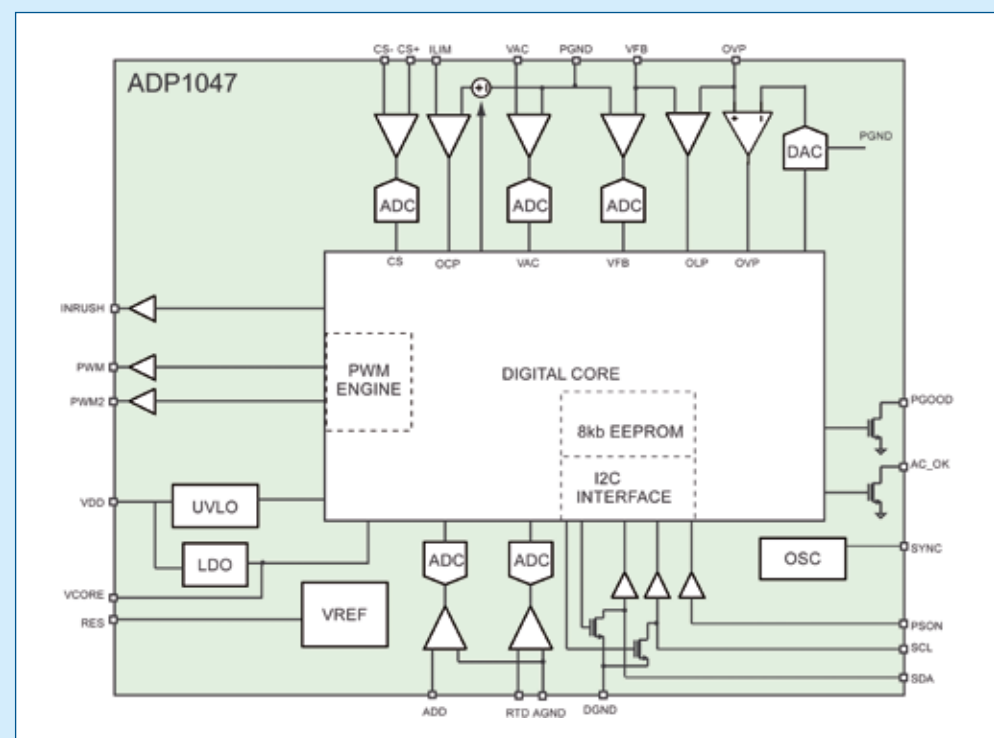 CS- CS+ ILIM VAC PGND VFB OVP
ADP1047
+ -
DAC PGND
ADC ADC ADC
CS OCP VAC VFB OLP OVP
INRUSH
PWM
PWM2
PWM
ENGINE
DIGITAL CORE
8kb EEPROM
I2C
INTERFACE
PGOOD
AC_OK
VDD
UVLO
LDO
VCORE
RES
VREF
ADC ADC
OSC
SYNC
PSON
SCL
SDA
ADD RTD AGND DGND